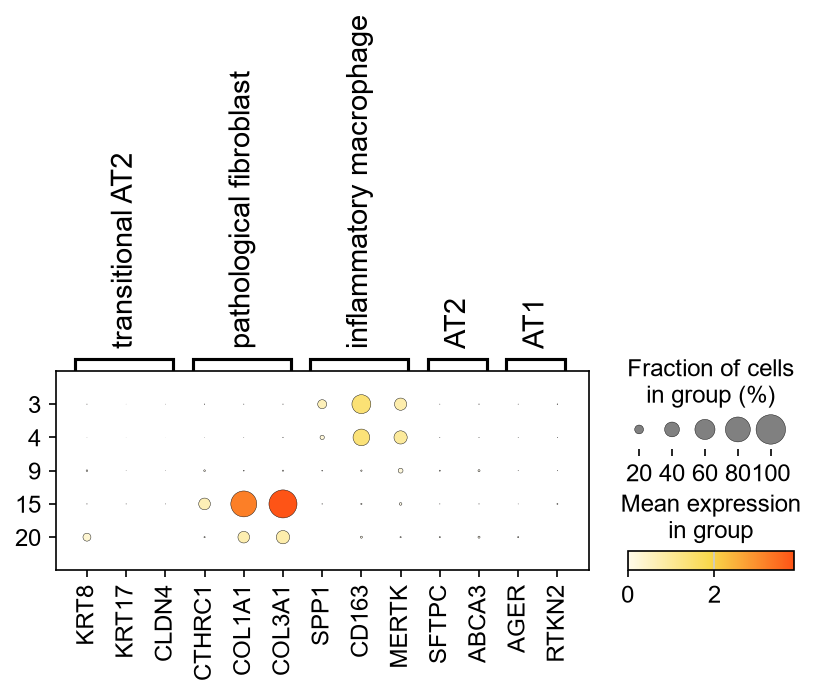 transitional AT2
pathological fibroblast
inflammatory macrophage
AT2
AT1
3
4
9
15
20
KRT8
KRT17
CLDN4
CTHRC1
COL1A1
COL3A1
SPP1
CD163
MERTK
SFTPC
ABCA3
AGER
RTKN2
Fraction of cells
in group (%)
20 40 60 80 100
Mean expression
in group
0 2